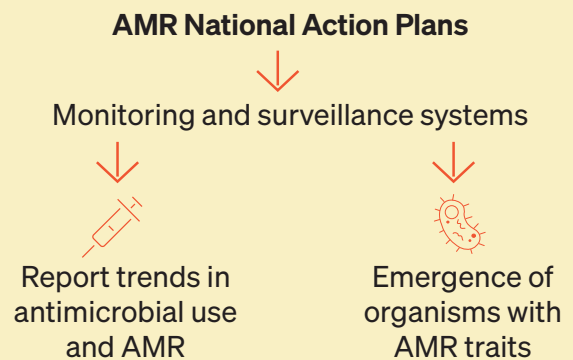 AMR National Action Plans
Monitoring and surveillance systems
Report trends in
antimicrobial use
and AMR
Emergence of
organisms with
AMR traits